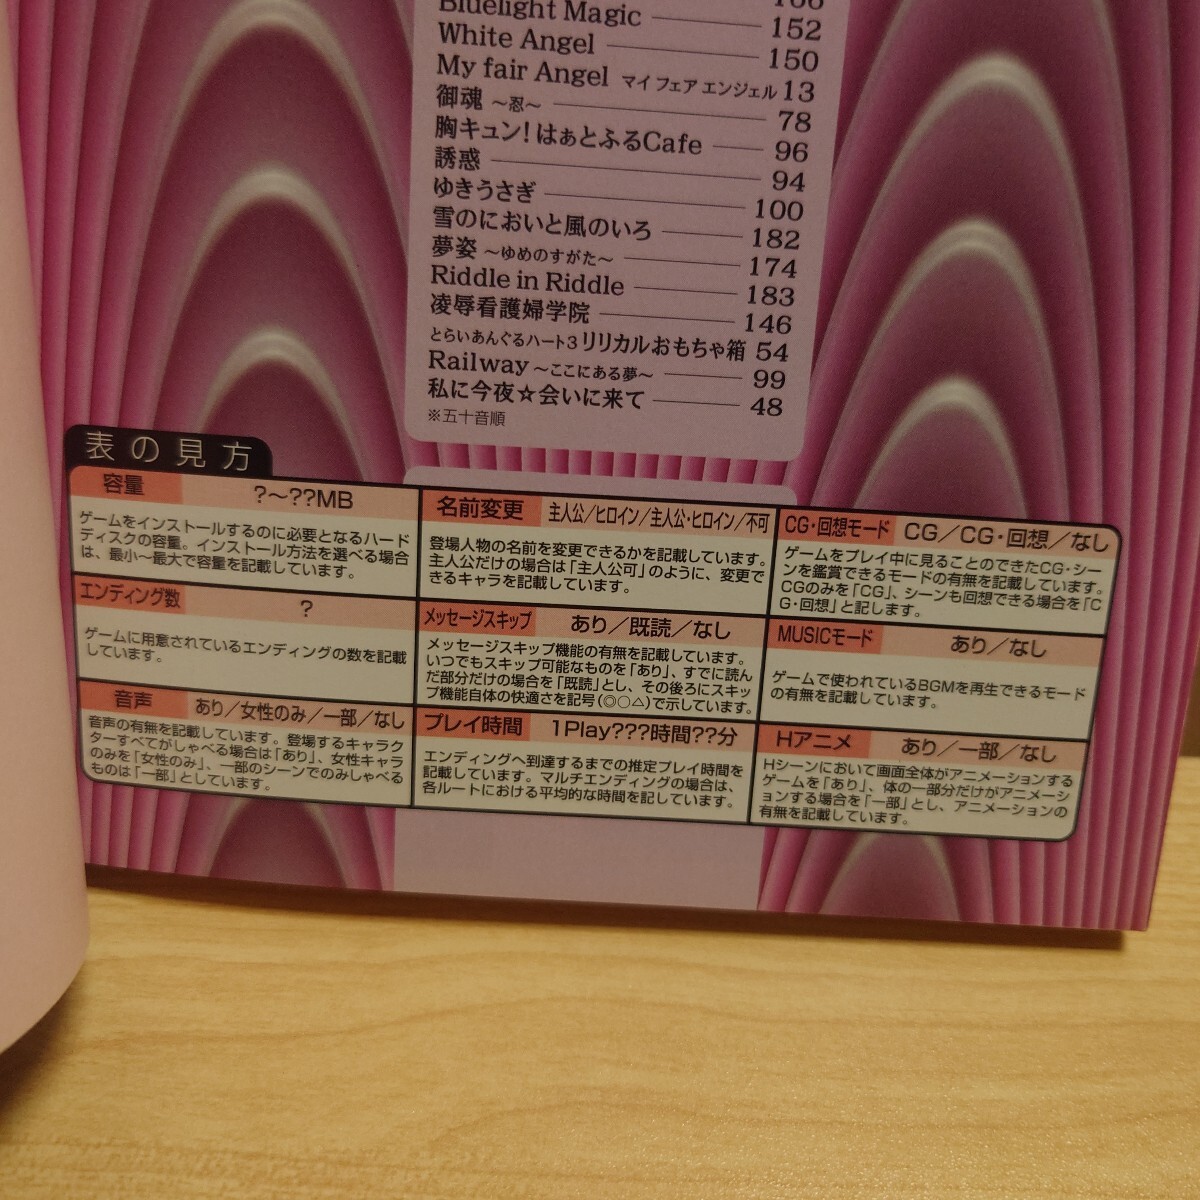 166
Bluelight Magic 152
White Angel 150
My fair Angel マイ フェア エンジェル 13
御魂 ～忍～ 78
胸キュン！はぁとふるCafe 96
誘惑 94
ゆきうさぎ 100
雪のにおいと風のいろ 182
夢姿 ～ゆめのすがた～ 174
Riddle in Riddle 183
凌辱看護婦学院 146
とらいあんぐるハート3 リリカルおもちゃ箱 54
Railway ～ここにある夢～ 99
私に今夜☆会いに来て 48
※五十音順
表の見方
容量 ?～??MB
ゲームをインストールするのに必要となるハード
ディスクの容量。インストール方法を選べる場合
は、最小～最大で容量を記載しています。
エンディング数 ?
ゲームに用意されているエンディングの数を記載
しています。
音声 あり／女性のみ／一部／なし
音声の有無を記載しています。登場するキャラク
ターすべてがしゃべる場合は「あり」、女性キャラ
のみを「女性のみ」、一部のシーンでのみしゃべる
ものは「一部」としています。
名前変更 主人公／ヒロイン／主人公・ヒロイン／不可
登場人物の名前を変更できるかを記載しています。
主人公だけの場合は「主人公可」のように、変更で
きるキャラを記載しています。
メッセージスキップ あり／既読／なし
メッセージスキップ機能の有無を記載しています。
いつでもスキップ可能なものを「あり」、すでに読ん
だ部分だけの場合を「既読」とし、その後ろにスキッ
プ機能自体の快適さを記号(◎○△)で示しています。
プレイ時間 1Play???時間??分
エンディングへ到達するまでの推定プレイ時間を
記載しています。マルチエンディングの場合は、
各ルートにおける平均的な時間を記しています。
CG・回想モード CG／CG・回想／なし
ゲームをプレイ中に見ることのできたCG・シー
ンを鑑賞できるモードの有無を記載しています。
CGのみを「CG」、シーンも回想できる場合を「C
G・回想」と記します。
MUSICモード あり／なし
ゲームで使われているBGMを再生できるモード
の有無を記載しています。
Hアニメ あり／一部／なし
Hシーンにおいて画面全体がアニメーションする
ゲームを「あり」、体の一部分だけがアニメーシ
ョンする場合を「一部」とし、アニメーションの
有無を記載しています。